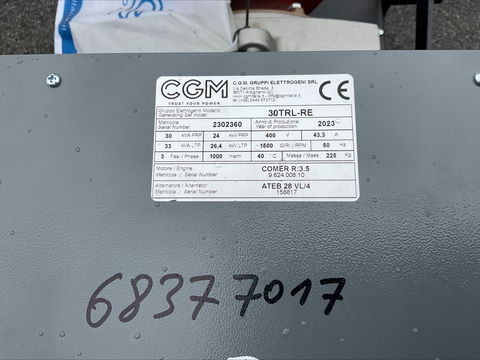 CGM
TRUST YOUR POWER
C.G.M. GRUPPI ELETTROGENI SRL
CE
Gruppo Elettrogeno Modello
Generating Set model
30TRL-RE
Matricola
Serial Number
2302360
Anno di Produzione
Year of production
2023
30 kVA PRP 24 kW PRP 400 V 43,3 A
33 kVA LTP 26,4 kW LTP ~1500 GIRI / RPM 50 Hz
3 Fasi / Phase 1000 maslm 40 °C Massa / Mass 225 Kg
Motore / Engine
Matricola / Serial Number
COMER R:3.5
9.624.008.10
Alternatore / Alternator
Matricola / Serial Number
ATEB 28 VL/4
158817
68377017